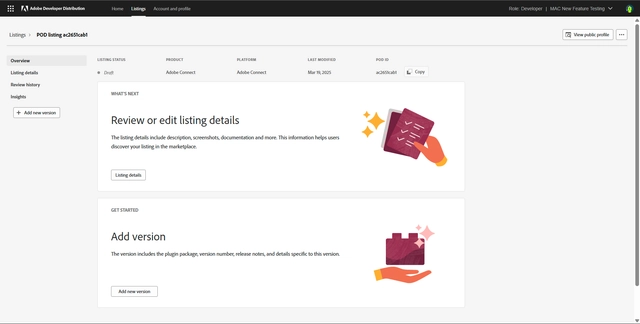 Adobe Developer Distribution
Home
Listings
Account and profile
Role: Developer | MAC New Feature Testing
Listings
POD listing ac2651cab1
View public profile
Overview
Listing details
Review history
Insights
Add new version
LISTING STATUS
PRODUCT
PLATFORM
LAST MODIFIED
POD ID
Draft
Adobe Connect
Adobe Connect
Mar 19, 2025
ac2651cab1
Copy
WHAT'S NEXT
Review or edit listing details
The listing details include description, screenshots, documentation and more. This information helps users
discover your listing in the marketplace.
Listing details
GET STARTED
Add version
The version includes the plugin package, version number, release notes, and details specific to this version.
Add new version